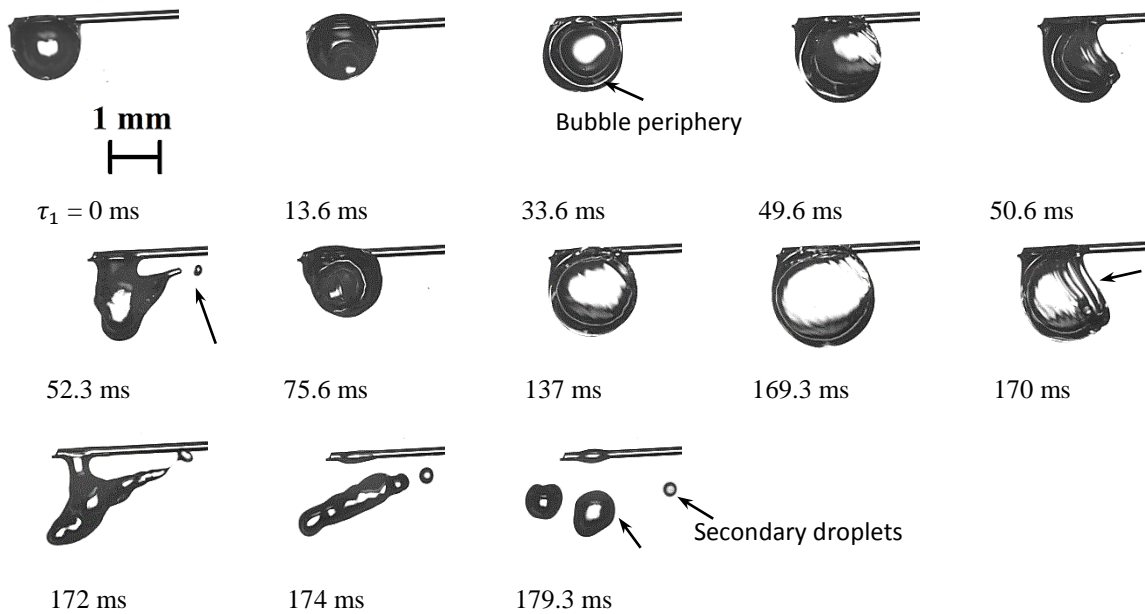 Bubble periphery
1 mm
τ₁ = 0 ms
13.6 ms
33.6 ms
49.6 ms
50.6 ms
52.3 ms
75.6 ms
137 ms
169.3 ms
170 ms
Secondary droplets
172 ms
174 ms
179.3 ms